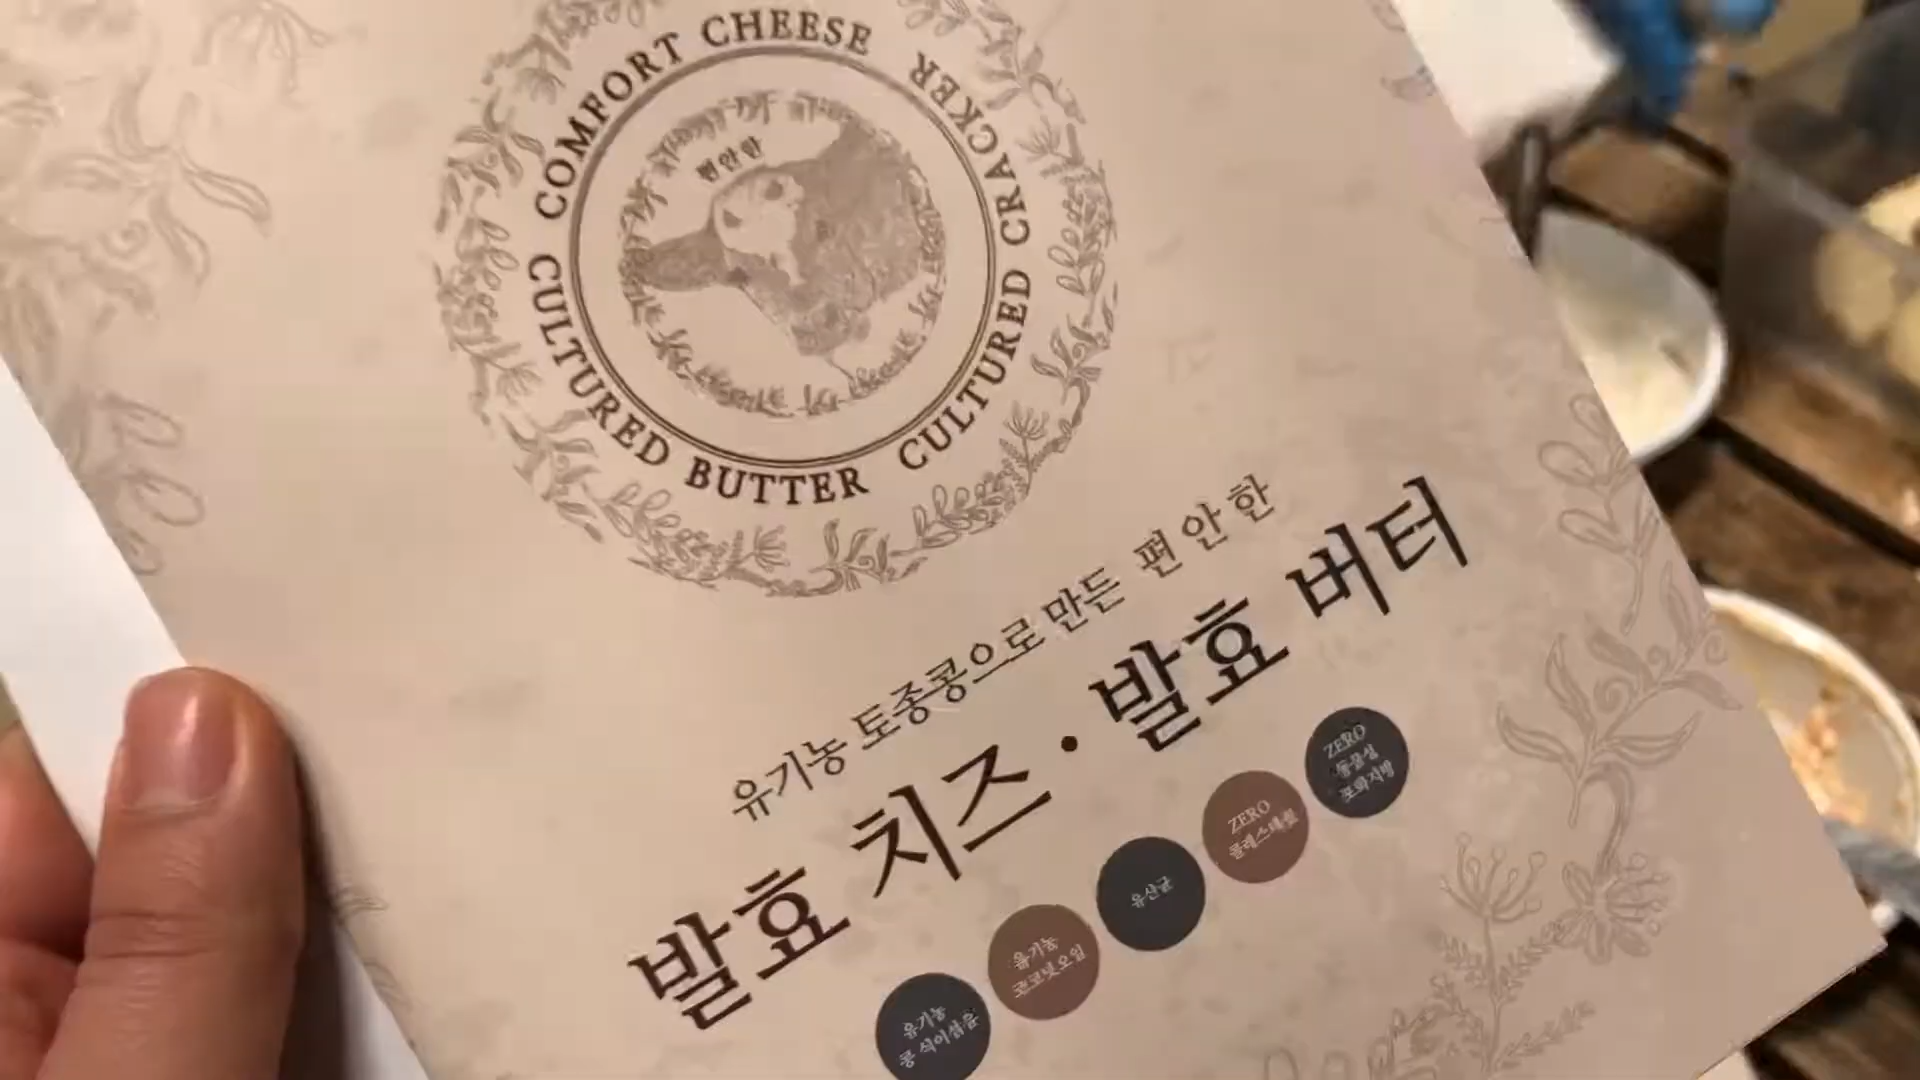 COMFORT CHEESE
CULTURED CRACKER
CULTURED BUTTER
편안한
유기농 토종콩으로 만든 편안한
발효 치즈 · 발효 버터
유기농
콩 식이섬유
유기농
코코넛오일
유산균
ZERO
콜레스테롤
ZERO
동물성
포화지방